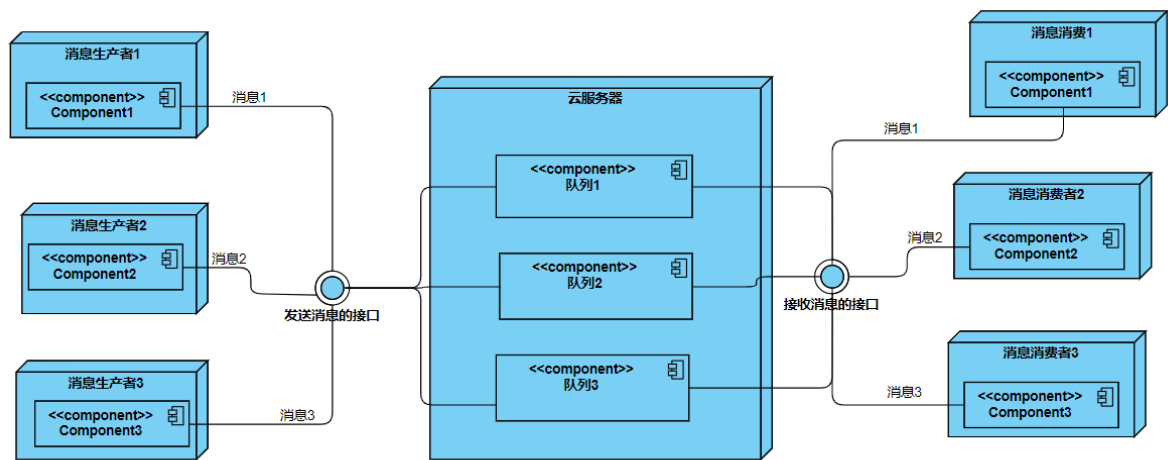 消息生产者1
<<component>>
Component1
消息1
消息生产者2
<<component>>
Component2
消息2
消息生产者3
<<component>>
Component3
消息3
发送消息的接口
云服务器
<<component>>
队列1
<<component>>
队列2
<<component>>
队列3
接收消息的接口
消息消费1
<<component>>
Component1
消息1
消息消费者2
<<component>>
Component2
消息2
消息消费者3
<<component>>
Component3
消息3